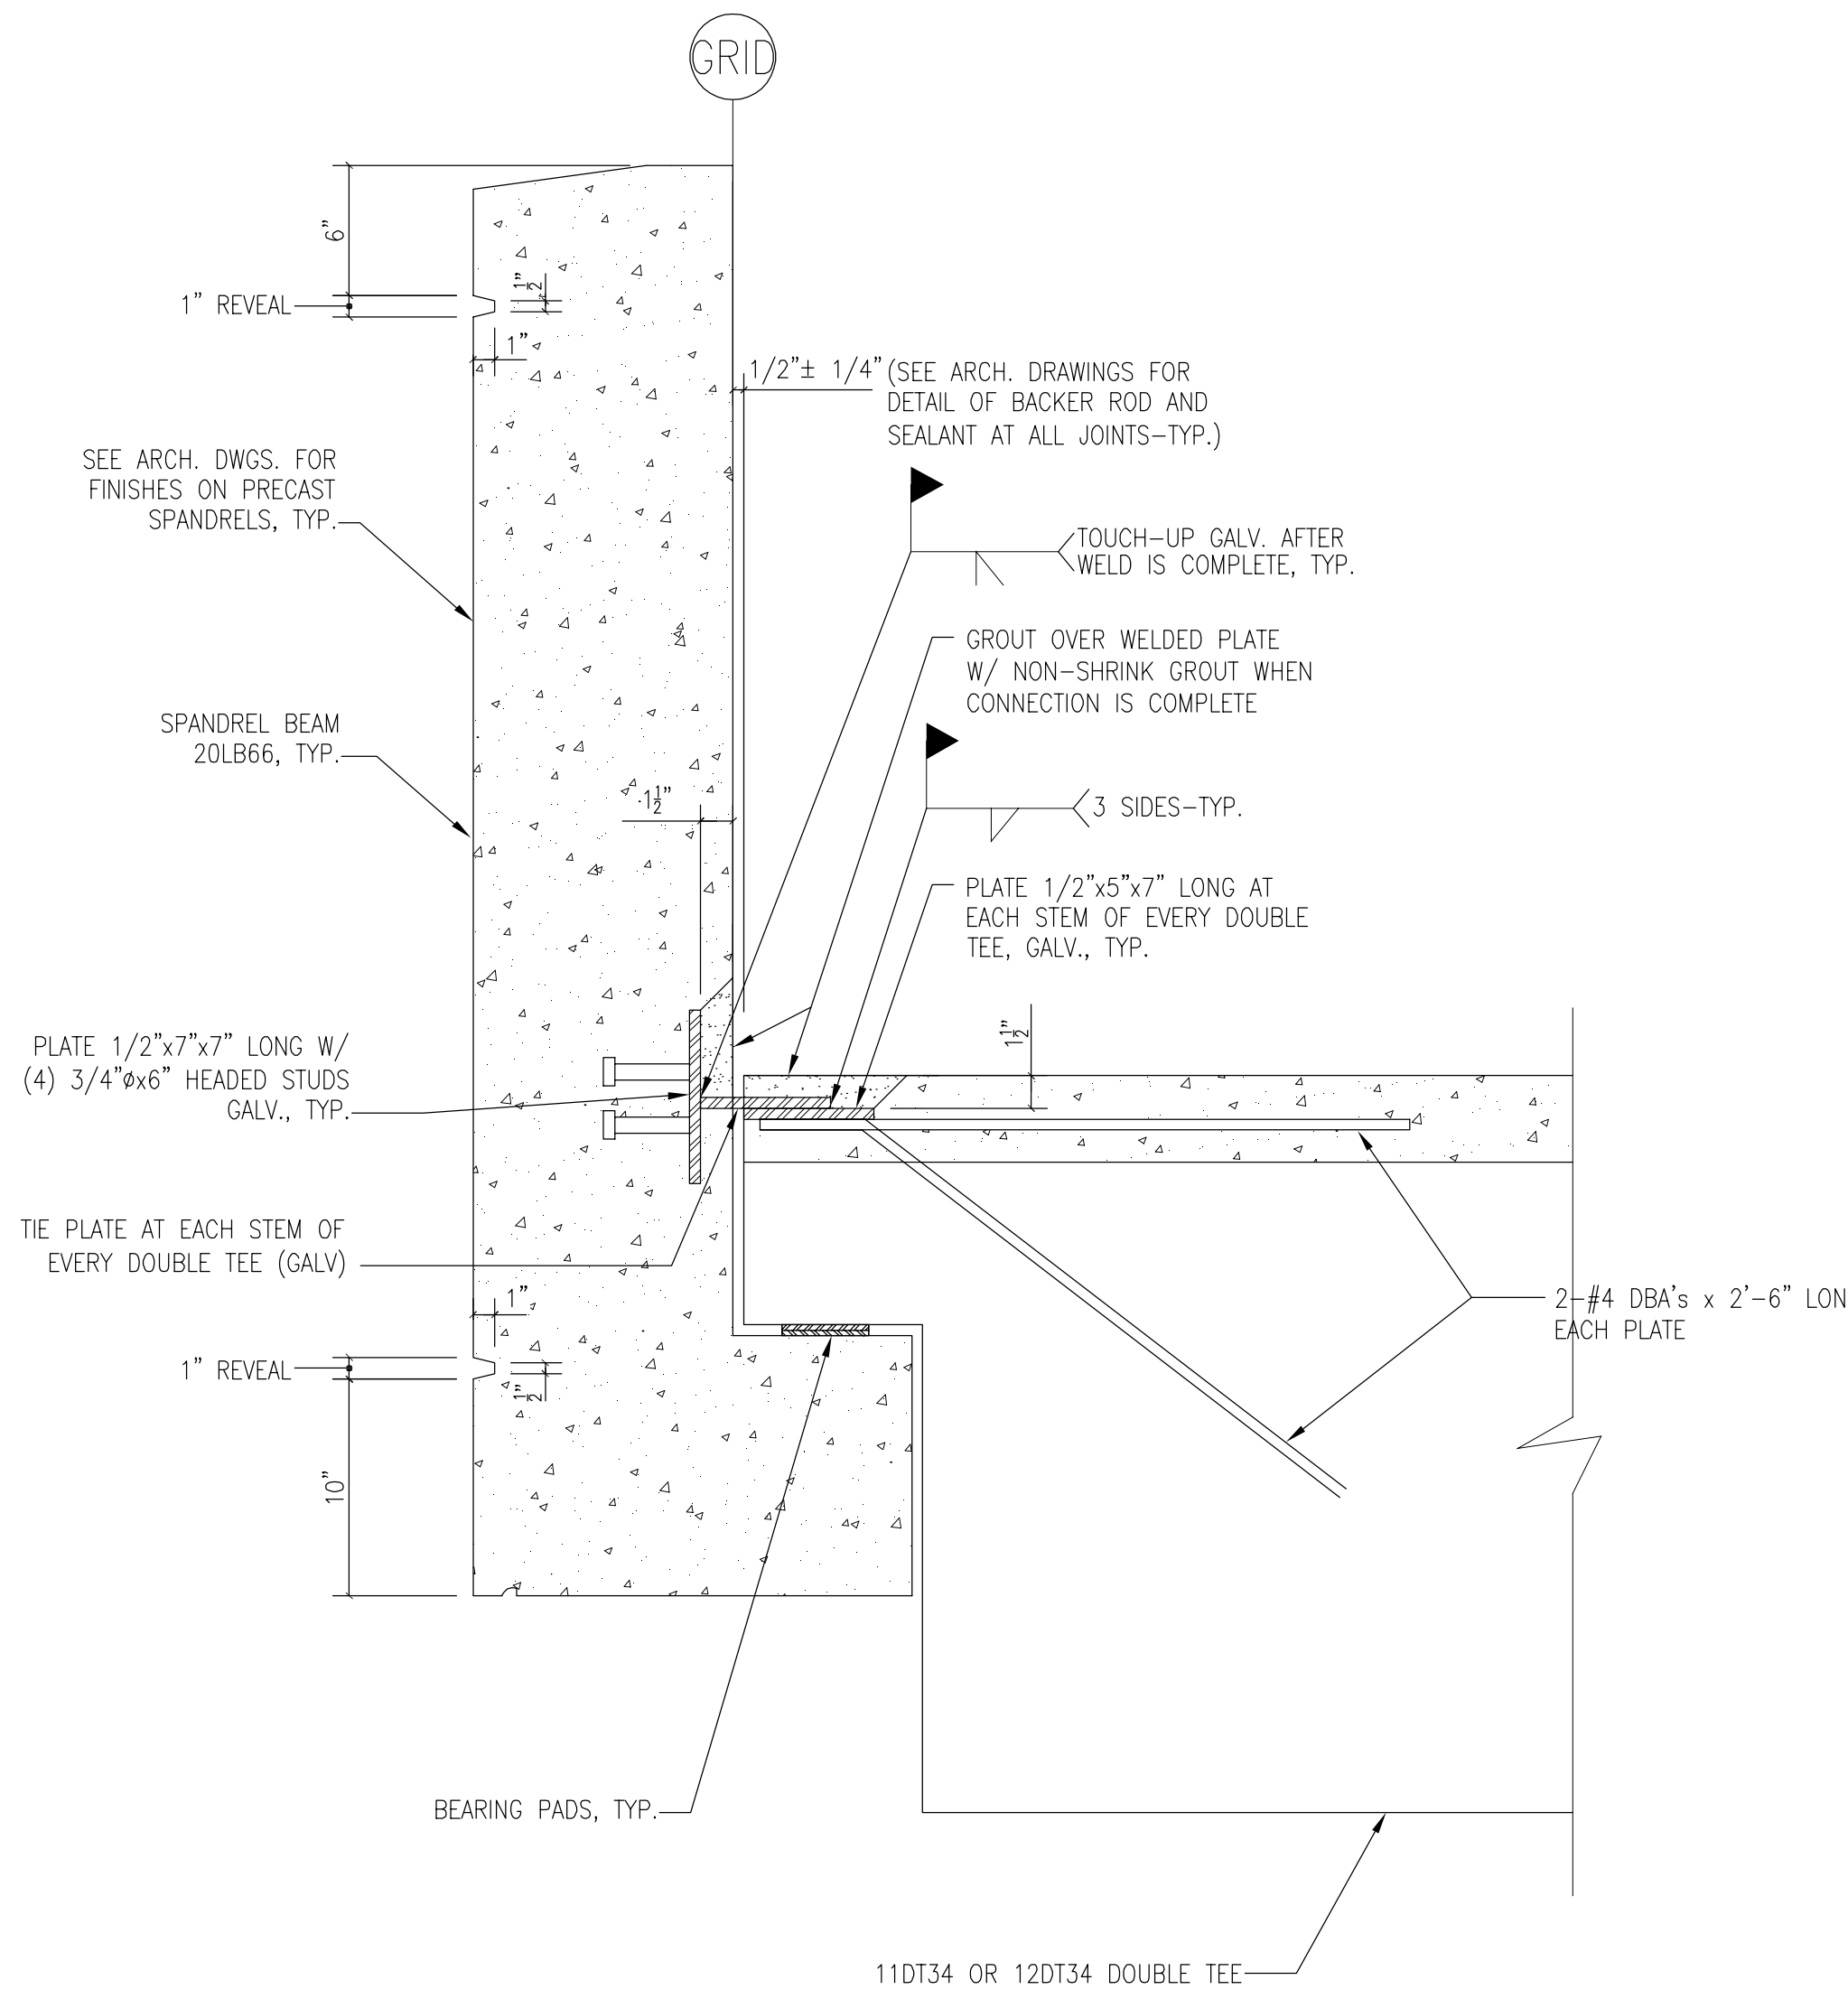 GRID
6"
1" REVEAL
1/2"
1"
1/2"± 1/4" (SEE ARCH. DRAWINGS FOR
DETAIL OF BACKER ROD AND
SEALANT AT ALL JOINTS-TYP.)
SEE ARCH. DWGS. FOR
FINISHES ON PRECAST
SPANDRELS, TYP.
TOUCH-UP GALV. AFTER
WELD IS COMPLETE, TYP.
GROUT OVER WELDED PLATE
W/ NON-SHRINK GROUT WHEN
CONNECTION IS COMPLETE
SPANDREL BEAM
20LB66, TYP.
1 1/2"
3 SIDES-TYP.
PLATE 1/2"x5"x7" LONG AT
EACH STEM OF EVERY DOUBLE
TEE, GALV., TYP.
PLATE 1/2"x7"x7" LONG W/
(4) 3/4"øx6" HEADED STUDS
GALV., TYP.
1 1/2"
TIE PLATE AT EACH STEM OF
EVERY DOUBLE TEE (GALV)
1"
2-#4 DBA's x 2'-6" LON
EACH PLATE
1" REVEAL
1/2"
10"
BEARING PADS, TYP.
11DT34 OR 12DT34 DOUBLE TEE